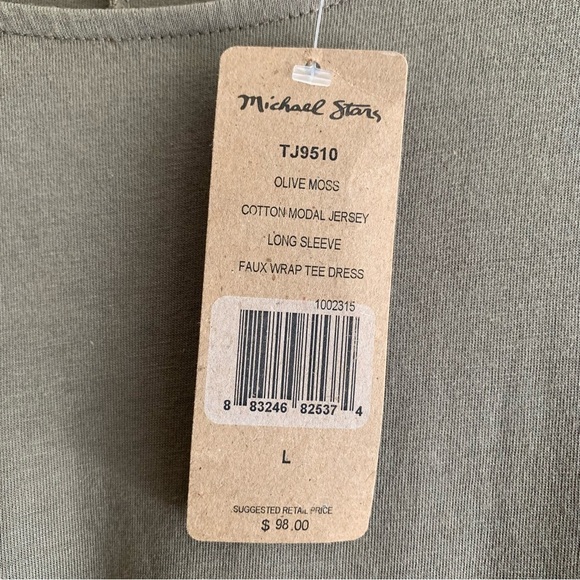 Michael Stars
TJ9510
OLIVE MOSS
COTTON MODAL JERSEY
LONG SLEEVE
FAUX WRAP TEE DRESS
1002315
8 83246 82537 4
L
SUGGESTED RETAIL PRICE
$ 98.00